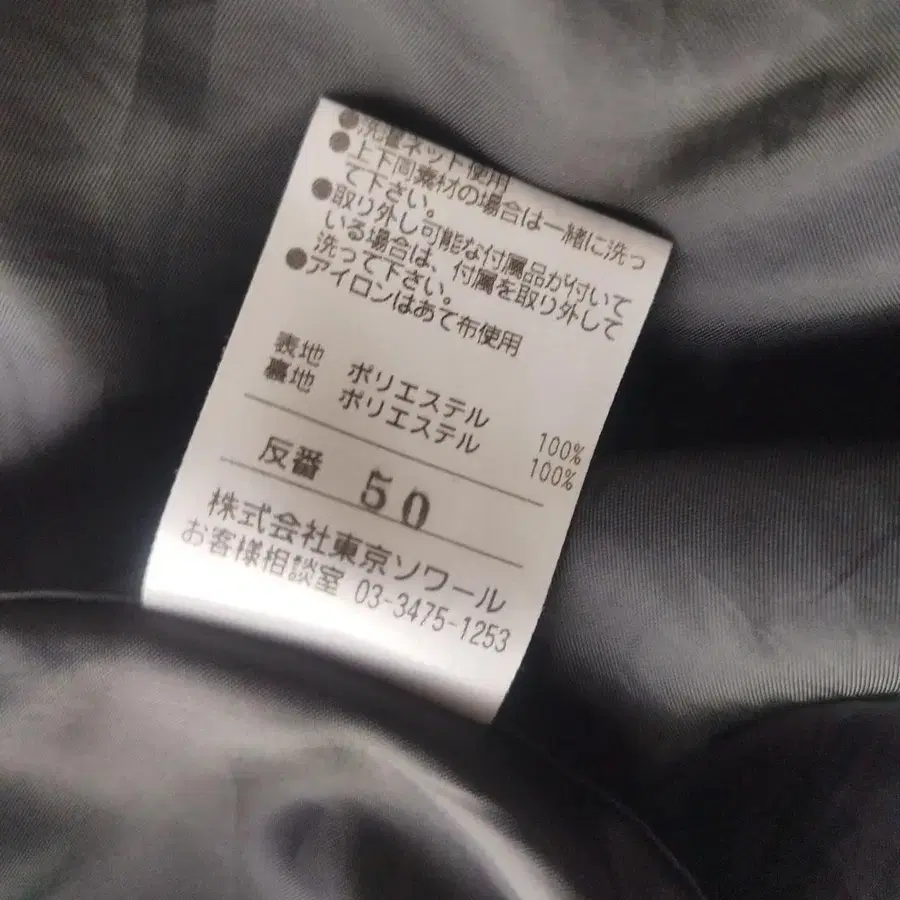 ●洗濯ネット使用
●上下同素材の場合は一緒に洗っ
て下さい。
●取り外し可能な付属品が付いて
いる場合は、付属を取り外して
洗って下さい。
●アイロンはあて布使用
表地 ポリエステル 100%
裏地 ポリエステル 100%
反番 50
株式会社東京ソワール
お客様相談室 03-3475-1253